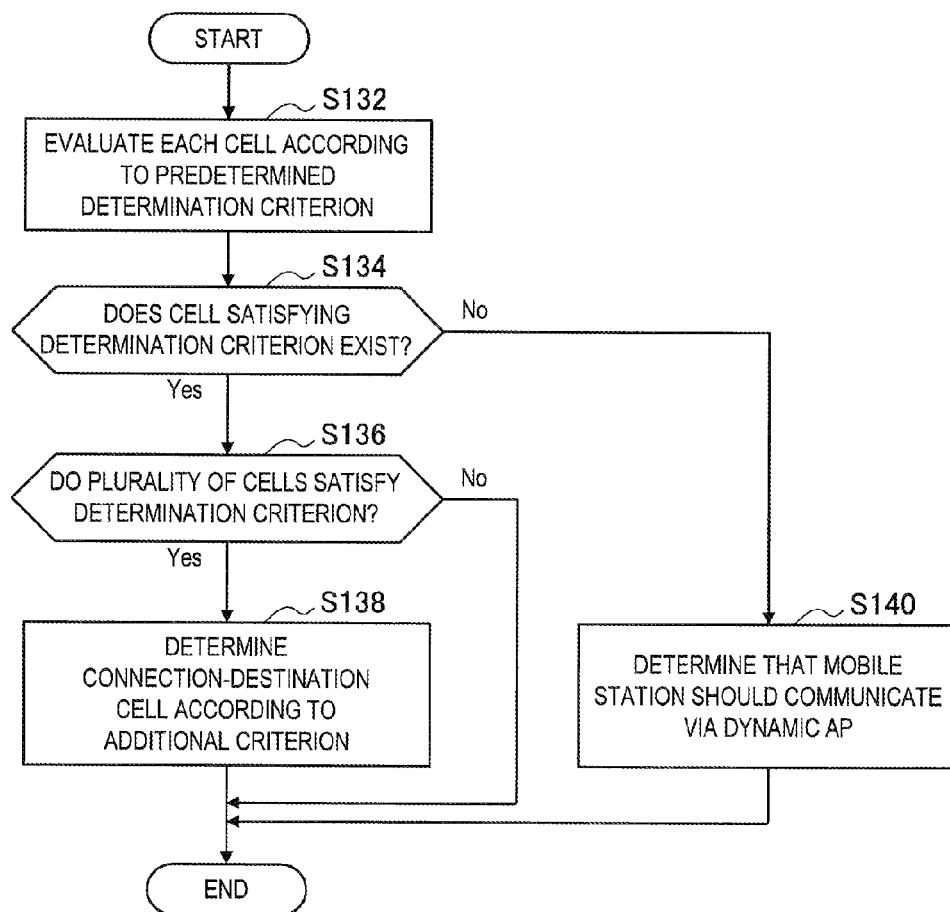 START
S132
EVALUATE EACH CELL ACCORDING
TO PREDETERMINED
DETERMINATION CRITERION
S134
DOES CELL SATISFYING
DETERMINATION CRITERION EXIST?
No
Yes
S136
DO PLURALITY OF CELLS SATISFY
DETERMINATION CRITERION?
No
Yes
S138
DETERMINE
CONNECTION-DESTINATION
CELL ACCORDING TO
ADDITIONAL CRITERION
S140
DETERMINE THAT MOBILE
STATION SHOULD COMMUNICATE
VIA DYNAMIC AP
END